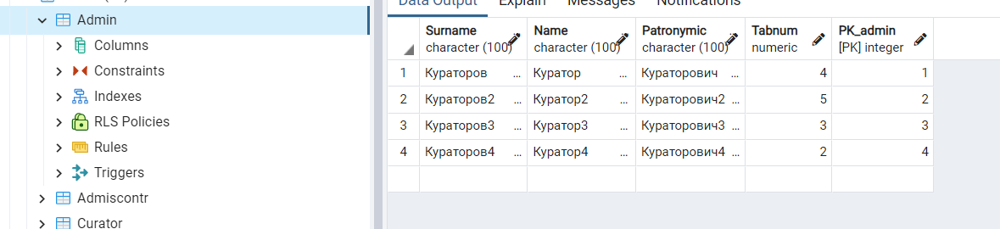 Data Output Explain Messages Notifications
Admin
Columns
Constraints
Indexes
RLS Policies
Rules
Triggers
Admiscontr
Curator
Surname Name Patronymic Tabnum PK_admin
character (100) character (100) character (100) numeric [PK] integer
1 Кураторов ... Куратор ... Кураторович ... 4 1
2 Кураторов2 ... Куратор2 ... Кураторович2 ... 5 2
3 Кураторов3 ... Куратор3 ... Кураторович3 ... 3 3
4 Кураторов4 ... Куратор4 ... Кураторович4 ... 2 4